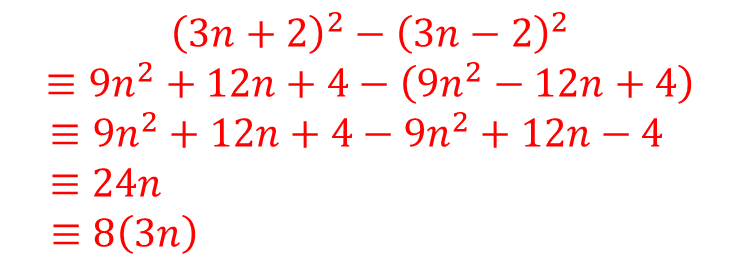 (3n + 2)² − (3n − 2)²
≡ 9n² + 12n + 4 − (9n² − 12n + 4)
≡ 9n² + 12n + 4 − 9n² + 12n − 4
≡ 24n
≡ 8(3n)